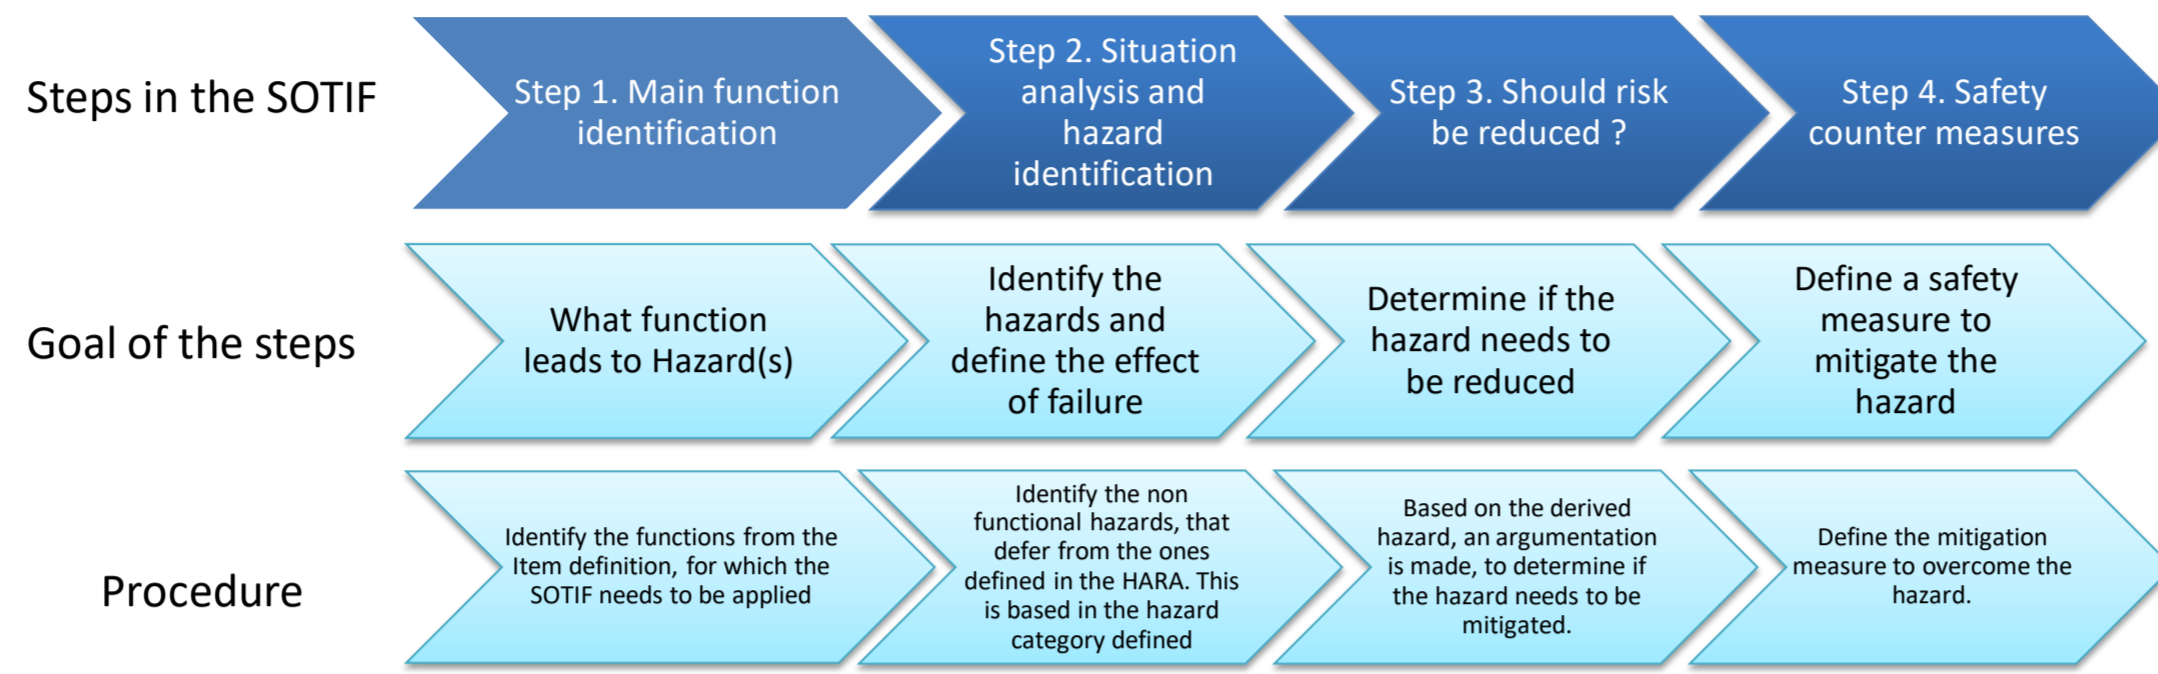 Steps in the SOTIF
Step 1. Main function
identification
Step 2. Situation
analysis and
hazard
identification
Step 3. Should risk
be reduced ?
Step 4. Safety
counter measures
Goal of the steps
What function
leads to Hazard(s)
Identify the
hazards and
define the effect
of failure
Determine if the
hazard needs to
be reduced
Define a safety
measure to
mitigate the
hazard
Procedure
Identify the functions from the
Item definition, for which the
SOTIF needs to be applied
Identify the non
functional hazards, that
defer from the ones
defined in the HARA. This
is based in the hazard
category defined
Based on the derived
hazard, an argumentation
is made, to determine if
the hazard needs to be
mitigated.
Define the mitigation
measure to overcome the
hazard.